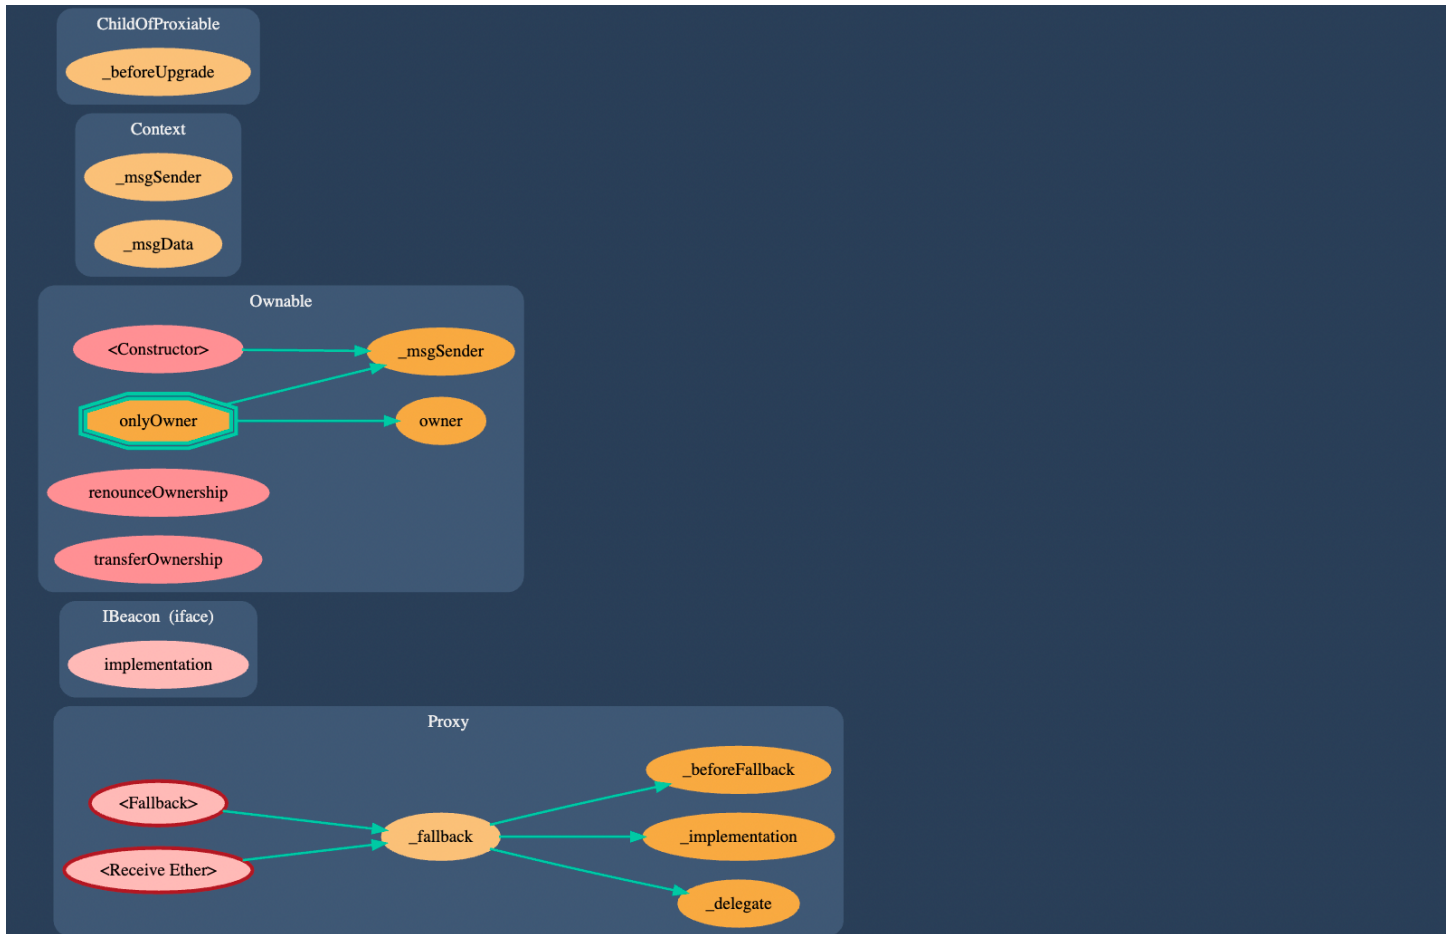 ChildOfProxiable
_beforeUpgrade
Context
_msgSender
_msgData
Ownable
<Constructor>
_msgSender
onlyOwner
owner
renounceOwnership
transferOwnership
IBeacon (iface)
implementation
Proxy
_beforeFallback
<Fallback>
_fallback
_implementation
<Receive Ether>
_delegate